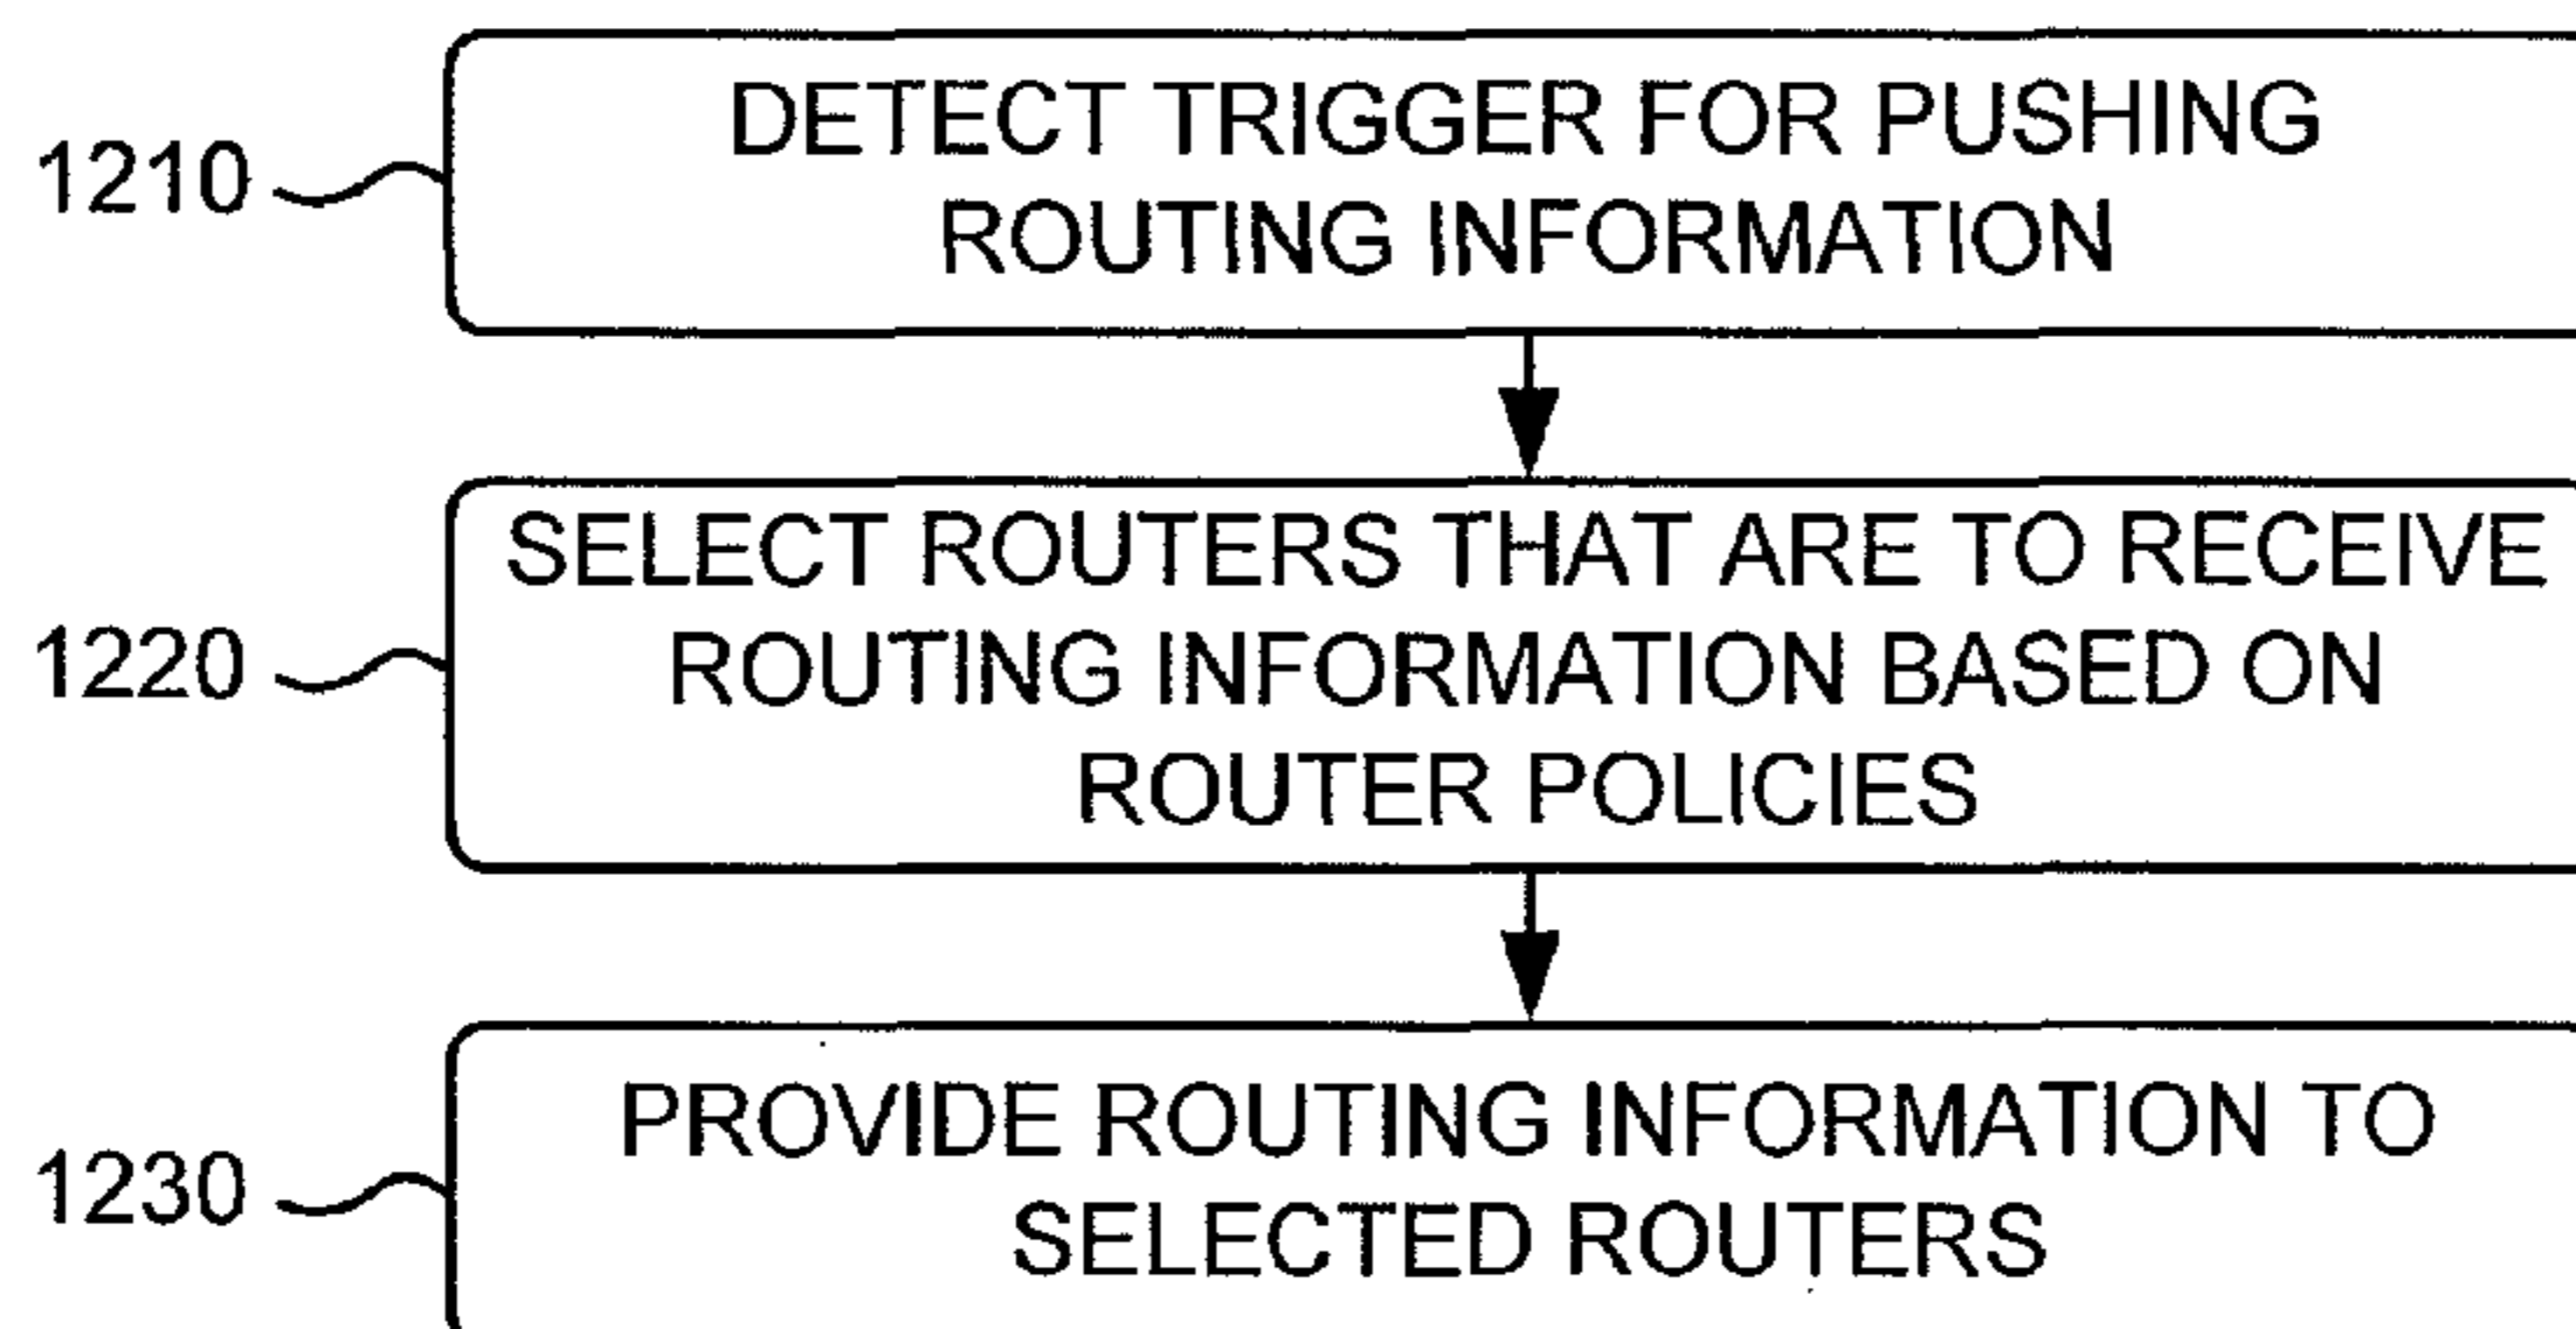 1210
DETECT TRIGGER FOR PUSHING
ROUTING INFORMATION
1220
SELECT ROUTERS THAT ARE TO RECEIVE
ROUTING INFORMATION BASED ON
ROUTER POLICIES
1230
PROVIDE ROUTING INFORMATION TO
SELECTED ROUTERS